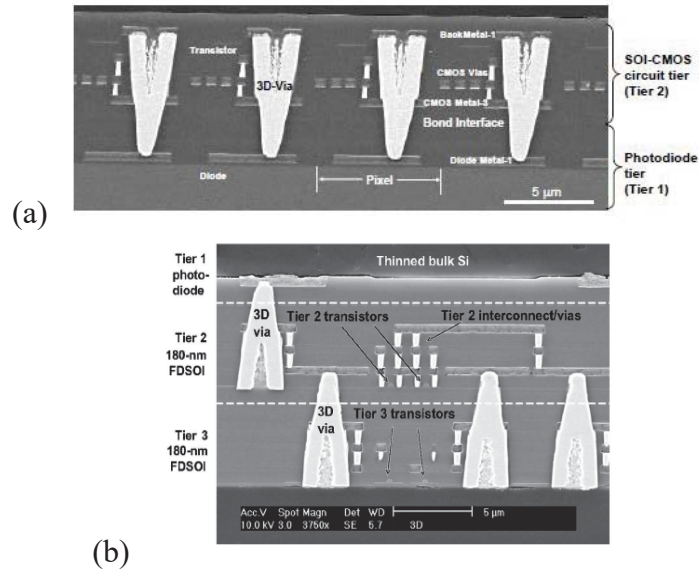 BackMetal-1
Transistor
3D-Via
CMOS Vias
CMOS Metal-3
Bond Interface
Diode Metal-1
Diode
Pixel
5 μm
SOI-CMOS
circuit tier
(Tier 2)
Photodiode
tier
(Tier 1)
(a)
Tier 1
photo-
diode
Thinned bulk Si
3D
via
Tier 2 transistors
Tier 2 interconnect/vias
Tier 2
180-nm
FDSOI
3D
via
Tier 3 transistors
Tier 3
180-nm
FDSOI
Acc.V Spot Magn Det WD
10.0 kV 3.0 3750x SE 5.7 3D
5 μm
(b)